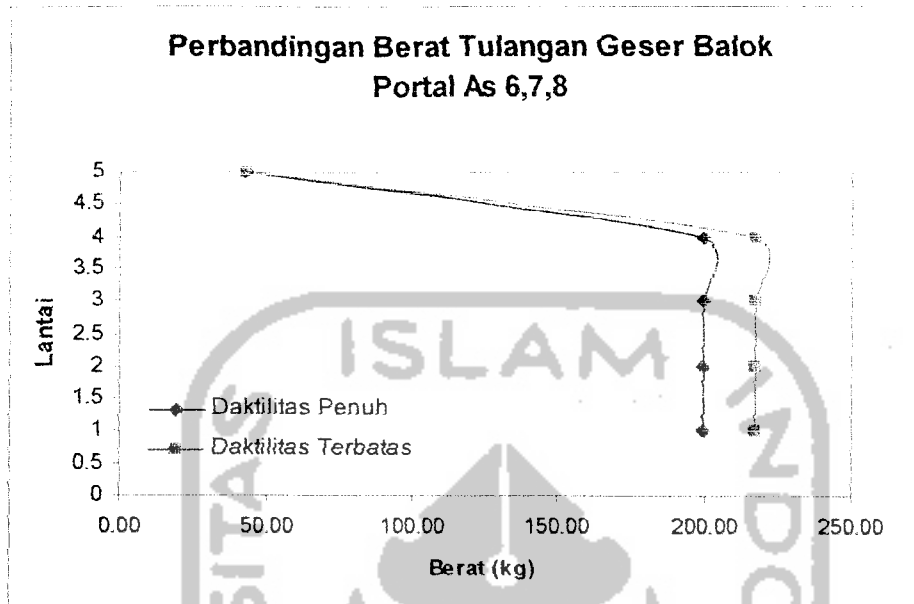 Perbandingan Berat Tulangan Geser Balok
Portal As 6,7,8
5
4.5
4
3.5
3
2.5
2
1.5
1
0.5
0
Lantai
Daktilitas Penuh
Daktilitas Terbatas
0.00 50.00 100.00 150.00 200.00 250.00
Berat (kg)
ISLAM
SITAS
INDO